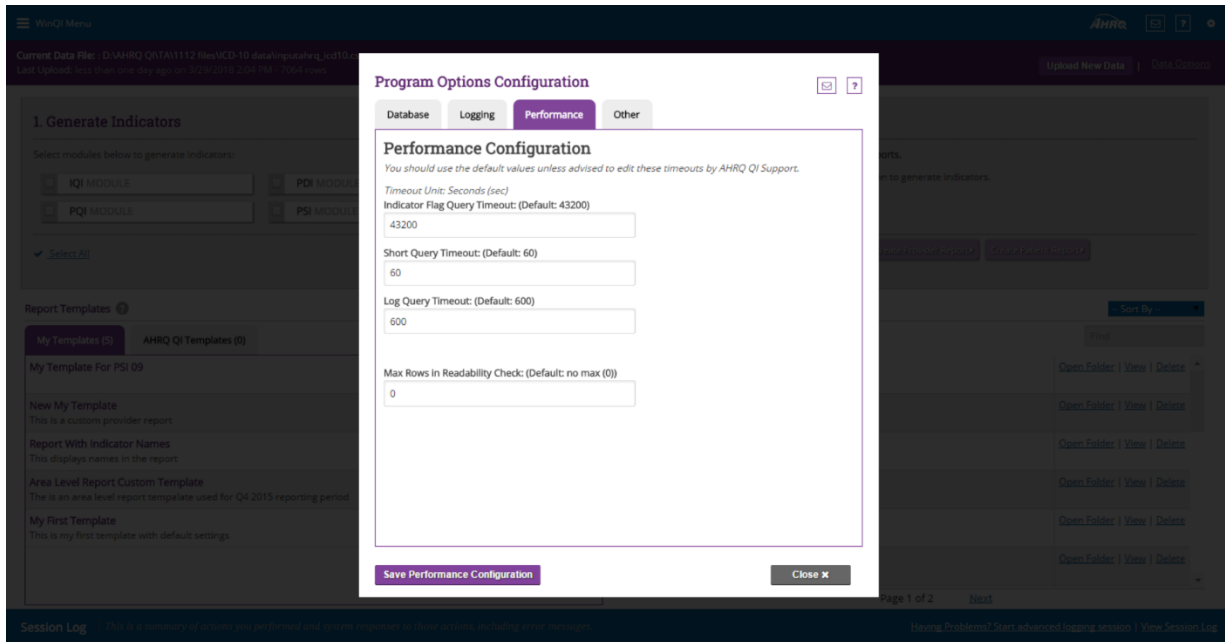 WinQI Menu
AHRQ
?
Current Data File: : D:\AHRQ QI\TA\1112 files\ICD-10 data\inputahrq_icd10.cs
Last Upload: less than one day ago on 3/29/2018 2:04 PM - 7064 rows
Upload New Data | Data Options
1. Generate Indicators
Select modules below to generate indicators:
IQI MODULE
PDI MODULE
PQI MODULE
PSI MODULE
Select All
orts.
n to generate indicators.
Report Templates ?
- Sort By -
My Templates (5)
AHRQ QI Templates (0)
Find
My Template For PSI 09
Open Folder | View | Delete
New My Template
This is a custom provider report
Open Folder | View | Delete
Report With Indicator Names
This displays names in the report
Open Folder | View | Delete
Area Level Report Custom Template
The is an area level report tempalate used for Q4 2015 reporting period
Open Folder | View | Delete
My First Template
This is my first template with default settings
Open Folder | View | Delete
Open Folder | View | Delete
Page 1 of 2 Next
Program Options Configuration
?
Database
Logging
Performance
Other
Performance Configuration
You should use the default values unless advised to edit these timeouts by AHRQ QI Support.
Timeout Unit: Seconds (sec)
Indicator Flag Query Timeout: (Default: 43200)
43200
Short Query Timeout: (Default: 60)
60
Log Query Timeout: (Default: 600)
600
Max Rows in Readability Check: (Default: no max (0))
0
Save Performance Configuration
Close x
Session Log
This is a summary of actions you performed and system responses to those actions, including error messages.
Having Problems? Start advanced logging session | View Session Log